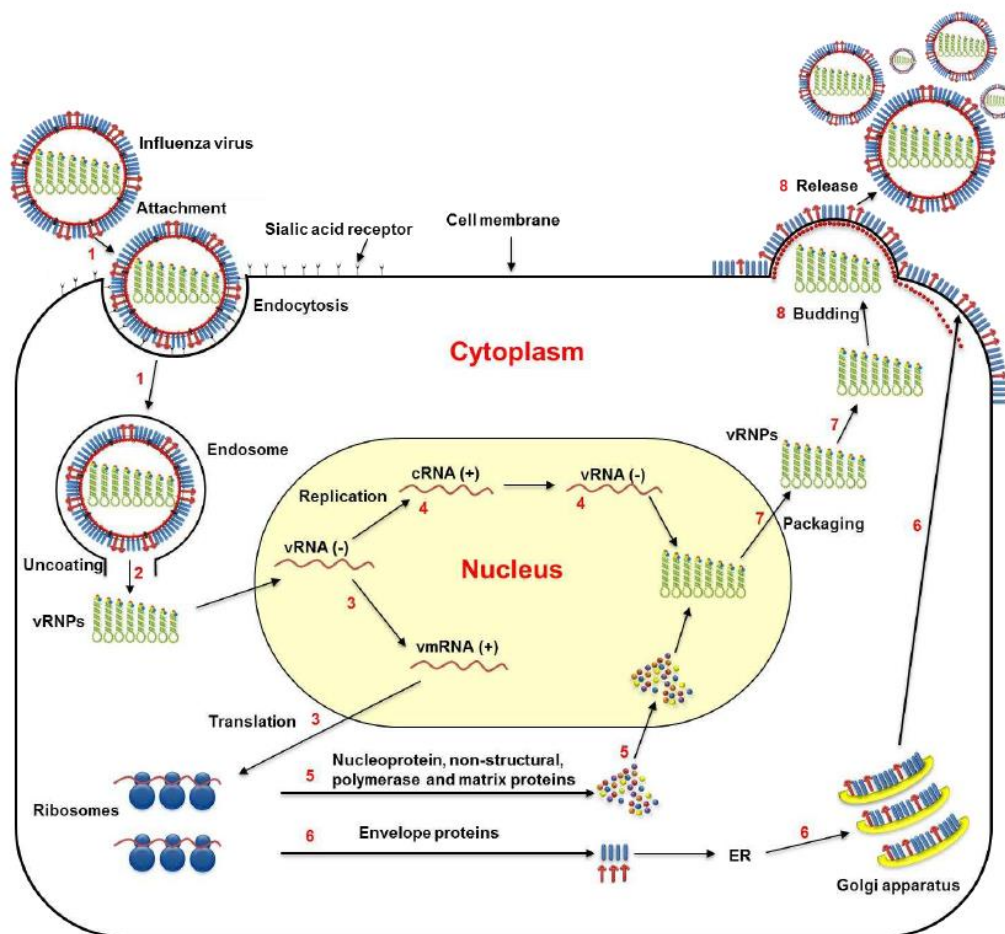 Influenza virus
Attachment
1
Sialic acid receptor
Cell membrane
8 Release
Endocytosis
8 Budding
Cytoplasm
1
7
vRNPs
Endosome
cRNA (+)
vRNA (-)
Replication
4
4
7
Packaging
6
vRNA (-)
Uncoating
2
Nucleus
3
vRNPs
vmRNA (+)
Translation
3
5
Nucleoprotein, non-structural,
5
polymerase and matrix proteins
Ribosomes
6
Envelope proteins
6
ER
Golgi apparatus